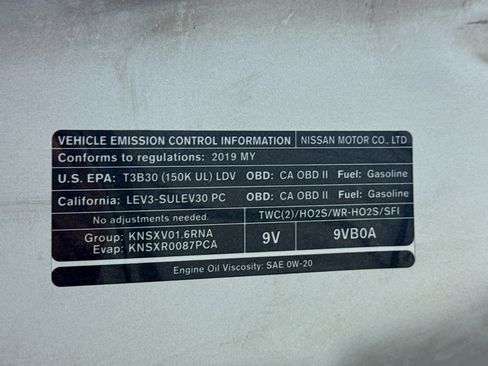 VEHICLE EMISSION CONTROL INFORMATION NISSAN MOTOR CO., LTD
Conforms to regulations: 2019 MY
U.S. EPA: T3B30 (150K UL) LDV OBD: CA OBD II Fuel: Gasoline
California: LEV3-SULEV30 PC OBD: CA OBD II Fuel: Gasoline
No adjustments needed. TWC(2)/HO2S/WR-HO2S/SFI
Group: KNSXV01.6RNA 9V 9VB0A
Evap: KNSXR0087PCA
Engine Oil Viscosity: SAE 0W-20